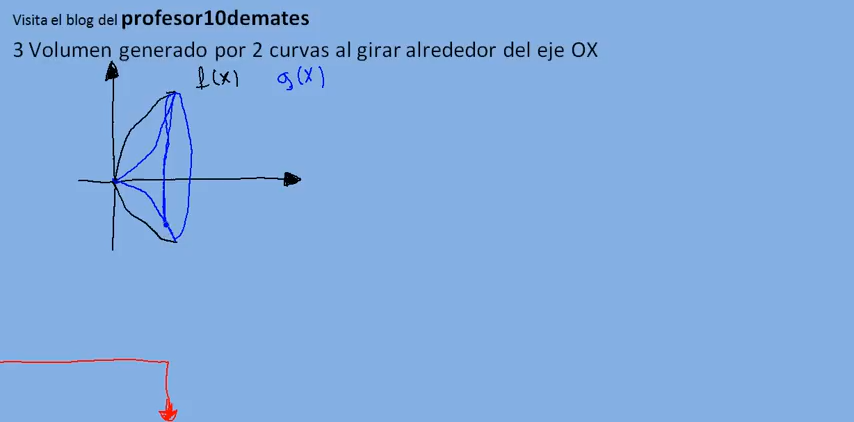 Visita el blog del profesor10demates
3 Volumen generado por 2 curvas al girar alrededor del eje OX
f(x) g(x)